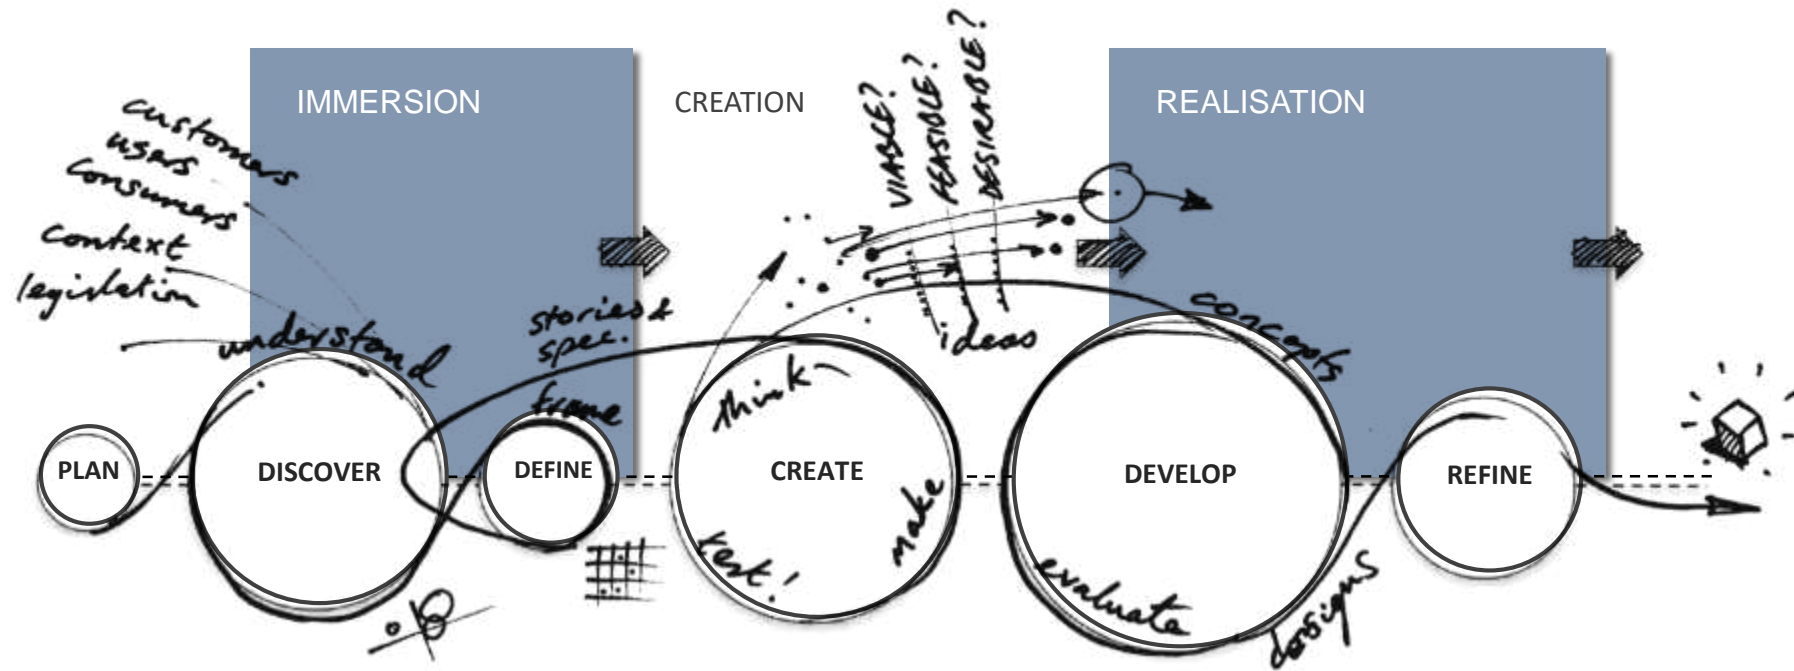 IMMERSION
CREATION
REALISATION
customers
users
consumers
context
legislation
understand
stories &
spec.
frame
VIABLE?
FEASIBLE?
DESIRABLE?
ideas
concepts
PLAN
DISCOVER
DEFINE
CREATE
DEVELOP
REFINE
think
make
test!
evaluate
designs